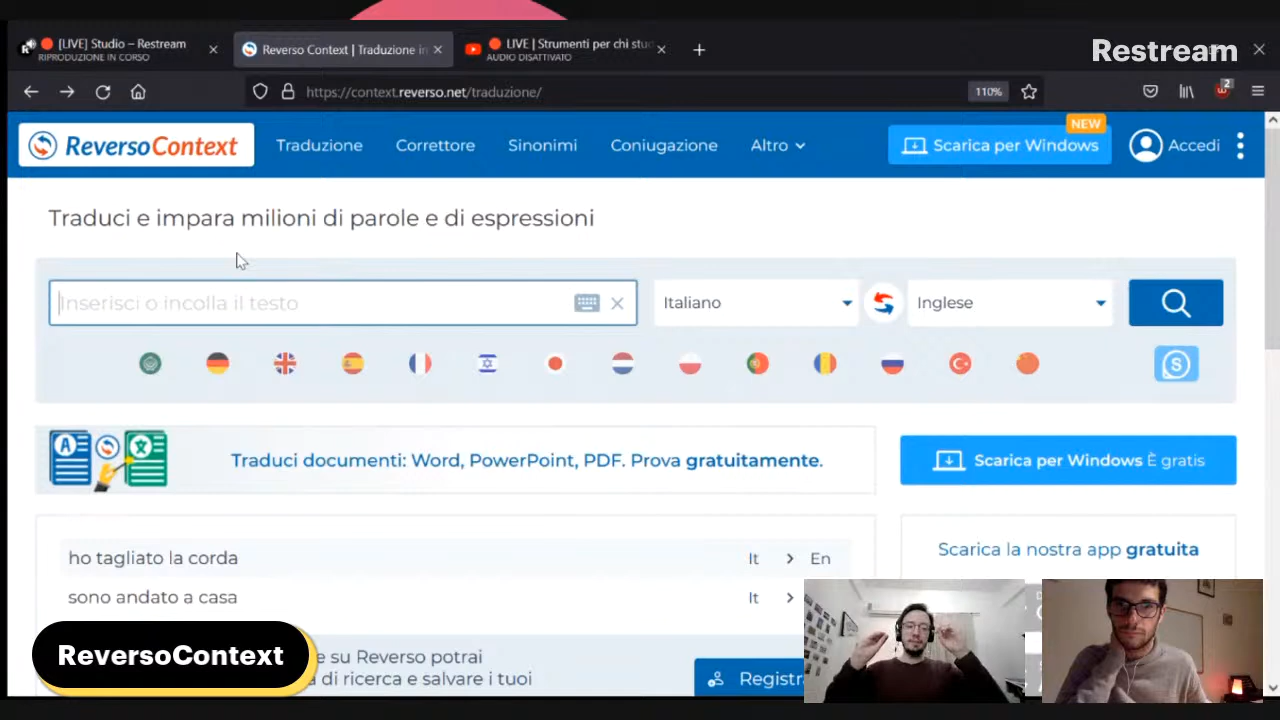 [LIVE] Studio – Restream
RIPRODUZIONE IN CORSO
Reverso Context | Traduzione in
LIVE | Strumenti per chi stu
AUDIO DISATTIVATO
Restream
https://context.reverso.net/traduzione/
110%
2
ReversoContext
Traduzione
Correttore
Sinonimi
Coniugazione
Altro
NEW
Scarica per Windows
Accedi
Traduci e impara milioni di parole e di espressioni
Inserisci o incolla il testo
Italiano
Inglese
S
A
Traduci documenti: Word, PowerPoint, PDF. Prova gratuitamente.
Scarica per Windows È gratis
ho tagliato la corda
It > En
Scarica la nostra app gratuita
sono andato a casa
It >
ReversoContext
e su Reverso potrai
di ricerca e salvare i tuoi
Registr